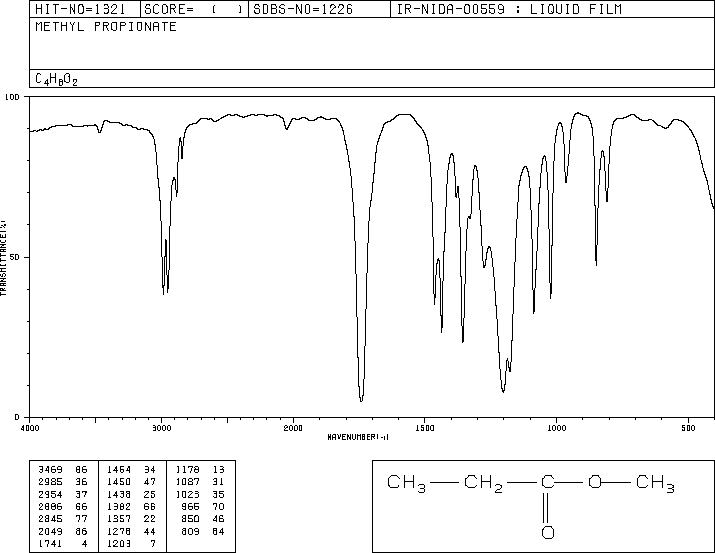 HIT-NO=1321 SCORE= ( ) SDBS-NO=1226 IR-NIDA-00559 : LIQUID FILM
METHYL PROPIONATE
C4H8O2
100
TRANSMITTANCE(%)
50
0
4000 3000 2000 1500 1000 500
WAVENUMBER(-1)
3469 86 1464 34 1178 13
2985 36 1450 47 1087 31
2954 37 1438 25 1023 35
2886 66 1382 66 966 70
2845 77 1357 22 850 46
2049 86 1278 44 809 64
1741 4 1203 7
CH3 CH2 C O CH3
O